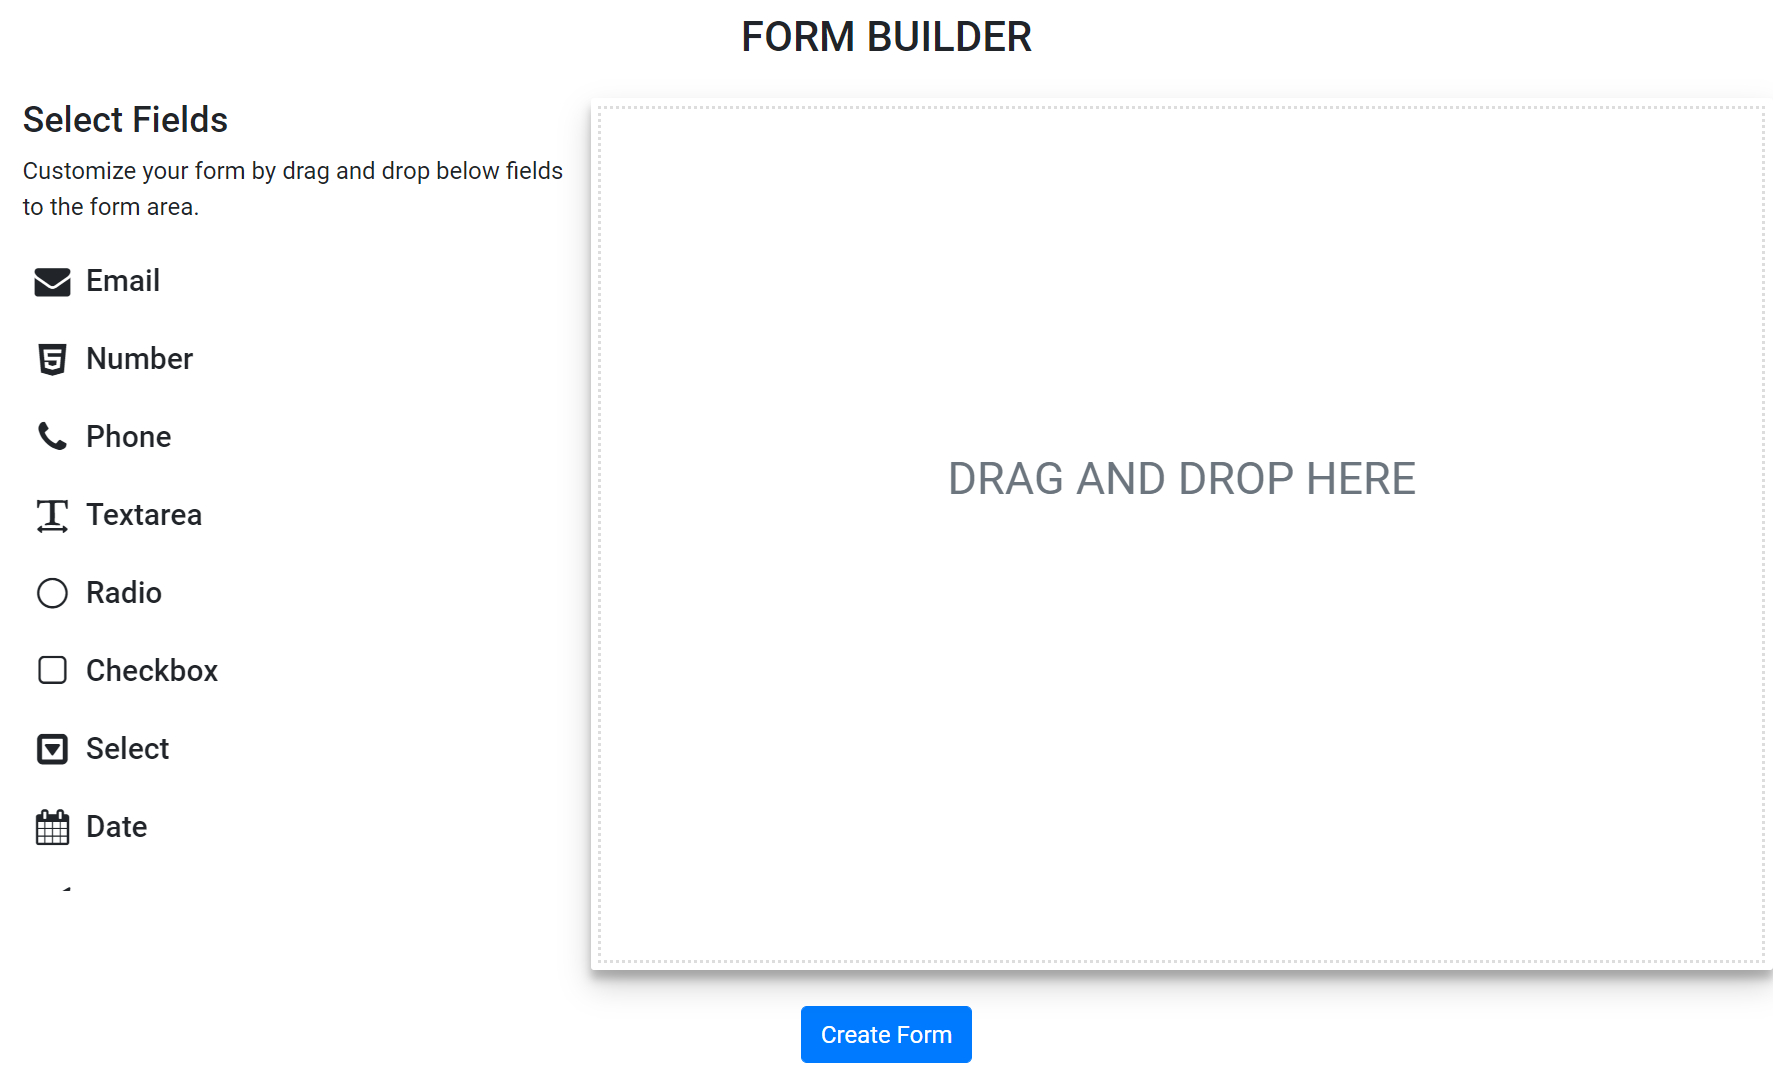 FORM BUILDER
Select Fields
Customize your form by drag and drop below fields
to the form area.
Email
Number
Phone
Textarea
Radio
Checkbox
Select
Date
DRAG AND DROP HERE
Create Form